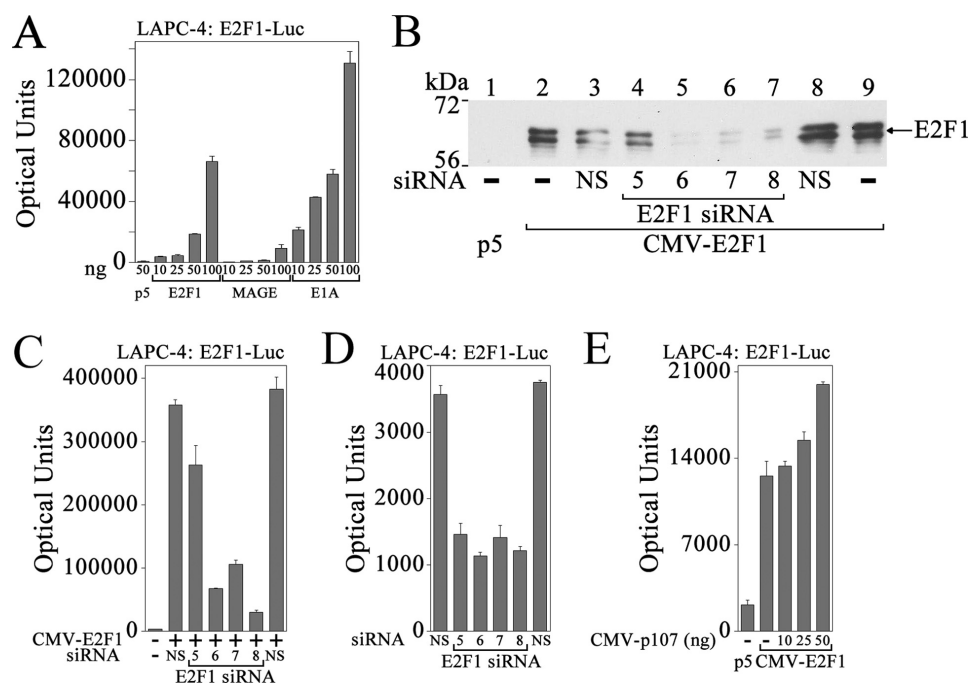 A
LAPC-4: E2F1-Luc
Optical Units
120000
80000
40000
0
ng
50 10 25 50 100 10 25 50 100 10 25 50 100
p5 E2F1 MAGE E1A
B
kDa 1 2 3 4 5 6 7 8 9
72
E2F1
56
siRNA - - NS 5 6 7 8 NS -
E2F1 siRNA
p5 CMV-E2F1
C
LAPC-4: E2F1-Luc
Optical Units
400000
300000
200000
100000
0
CMV-E2F1 - + + + + + +
siRNA - NS 5 6 7 8 NS
E2F1 siRNA
D
LAPC-4: E2F1-Luc
Optical Units
4000
3000
2000
1000
0
siRNA NS 5 6 7 8 NS
E2F1 siRNA
E
LAPC-4: E2F1-Luc
Optical Units
21000
14000
7000
0
CMV-p107 (ng) - - 10 25 50
p5 CMV-E2F1